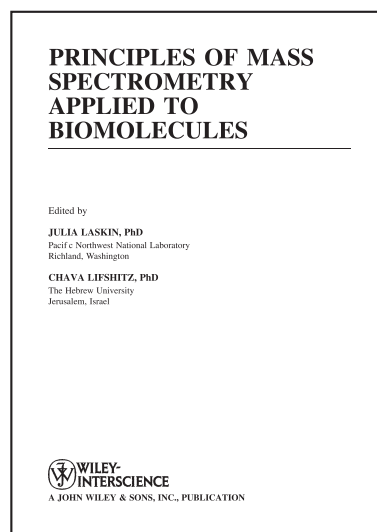 PRINCIPLES OF MASS
SPECTROMETRY
APPLIED TO
BIOMOLECULES
Edited by
JULIA LASKIN, PhD
Pacif c Northwest National Laboratory
Richland, Washington
CHAVA LIFSHITZ, PhD
The Hebrew University
Jerusalem, Israel
WILEY-
INTERSCIENCE
A JOHN WILEY & SONS, INC., PUBLICATION